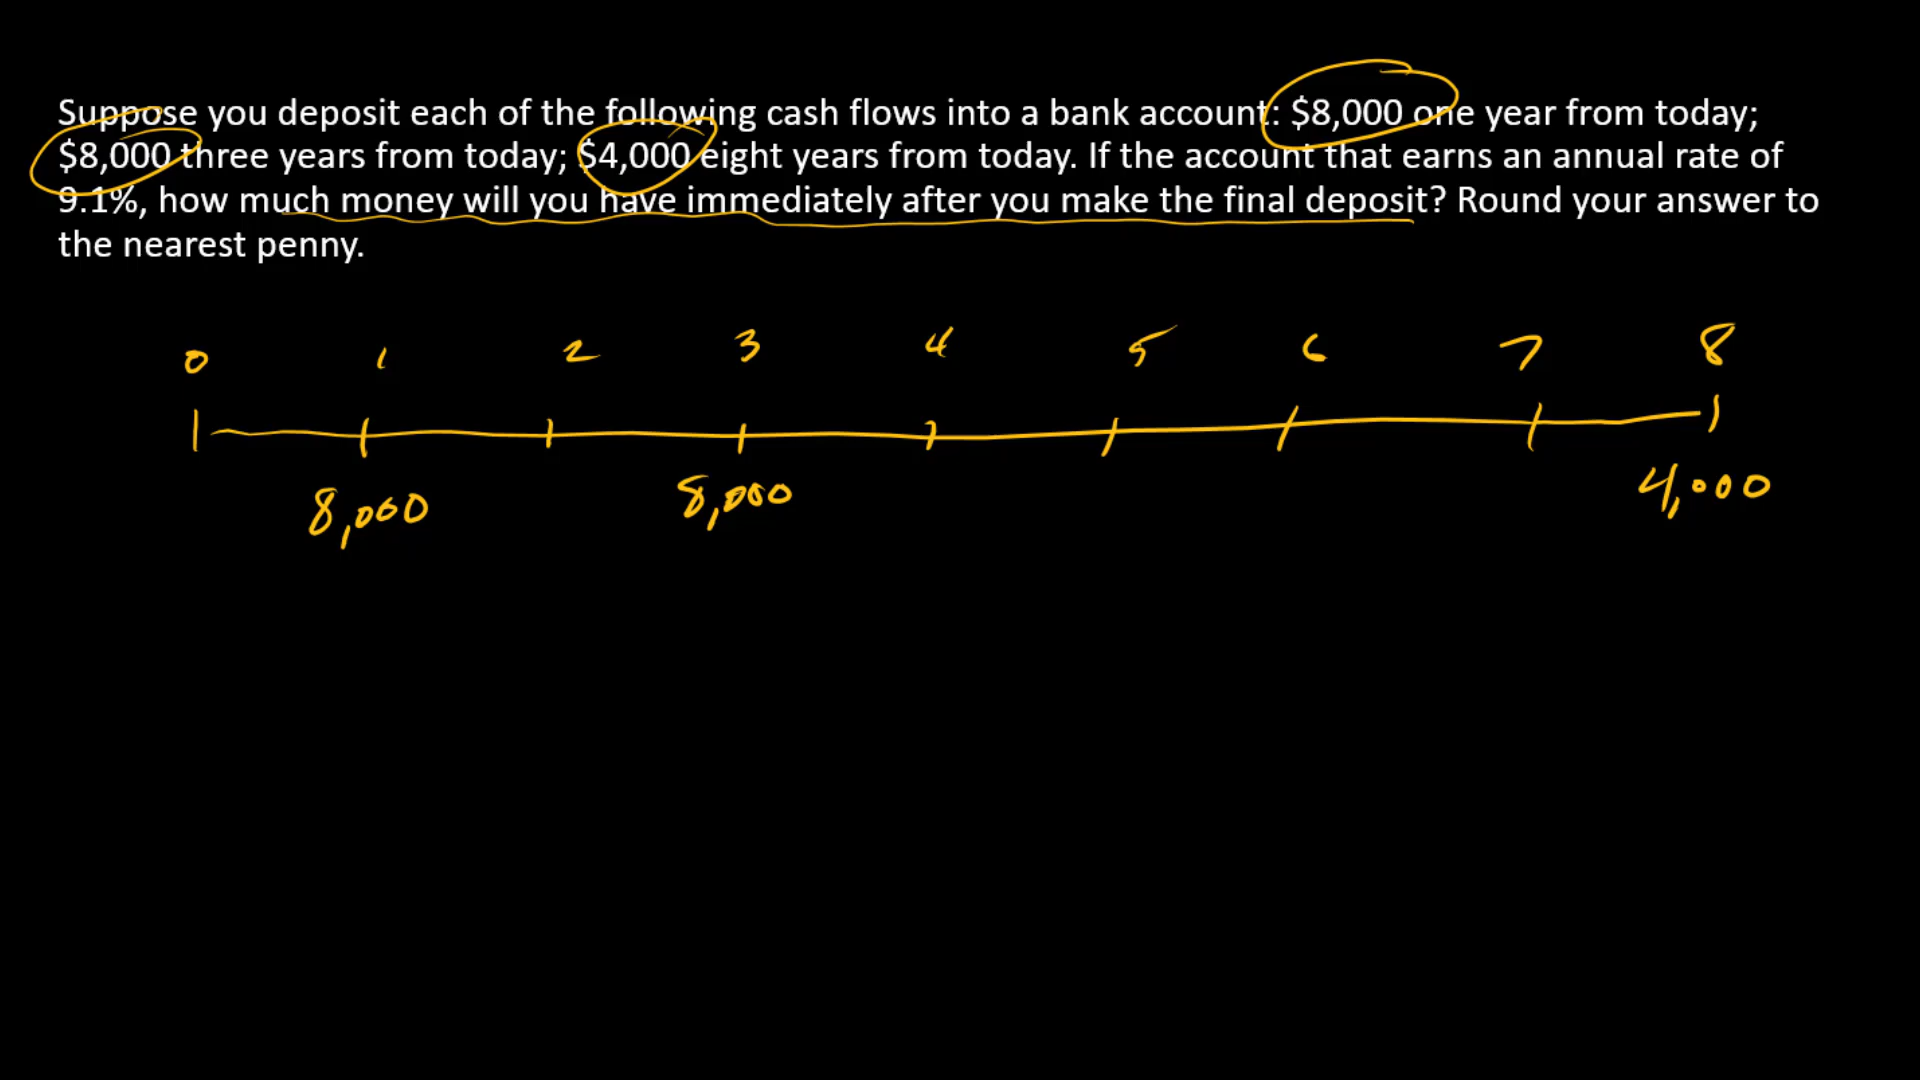 Suppose you deposit each of the following cash flows into a bank account: $8,000 one year from today;
$8,000 three years from today; $4,000 eight years from today. If the account that earns an annual rate of
9.1%, how much money will you have immediately after you make the final deposit? Round your answer to
the nearest penny.
0 1 2 3 4 5 6 7 8
8,000 8,000 4,000